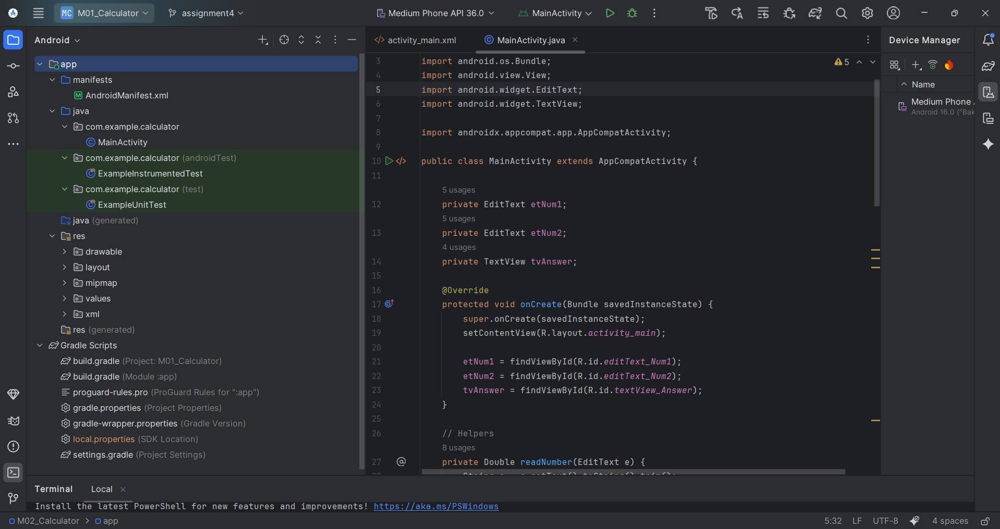 MC M01_Calculator
assignment4
Medium Phone API 36.0
MainActivity
Android
app
manifests
AndroidManifest.xml
java
com.example.calculator
MainActivity
com.example.calculator (androidTest)
ExampleInstrumentedTest
com.example.calculator (test)
ExampleUnitTest
java (generated)
res
drawable
layout
mipmap
values
xml
res (generated)
Gradle Scripts
build.gradle (Project: M01_Calculator)
build.gradle (Module :app)
proguard-rules.pro (ProGuard Rules for ":app")
gradle.properties (Project Properties)
gradle-wrapper.properties (Gradle Version)
local.properties (SDK Location)
settings.gradle (Project Settings)
activity_main.xml
MainActivity.java
5
3 import android.os.Bundle;
4 import android.view.View;
5 import android.widget.EditText;
6 import android.widget.TextView;
7
8 import androidx.appcompat.app.AppCompatActivity;
9
10 public class MainActivity extends AppCompatActivity {
11
5 usages
12 private EditText etNum1;
5 usages
13 private EditText etNum2;
4 usages
14 private TextView tvAnswer;
15
16 @Override
17 protected void onCreate(Bundle savedInstanceState) {
18 super.onCreate(savedInstanceState);
19 setContentView(R.layout.activity_main);
20
21 etNum1 = findViewById(R.id.editText_Num1);
22 etNum2 = findViewById(R.id.editText_Num2);
23 tvAnswer = findViewById(R.id.textView_Answer);
24 }
25
26 // Helpers
8 usages
27 private Double readNumber(EditText e) {
Device Manager
Name
Medium Phone
Android 16.0 ("Bak
Terminal
Local
Install the latest PowerShell for new features and improvements! https://aka.ms/PSWindows
M02_Calculator > app
5:32
LF
UTF-8
4 spaces